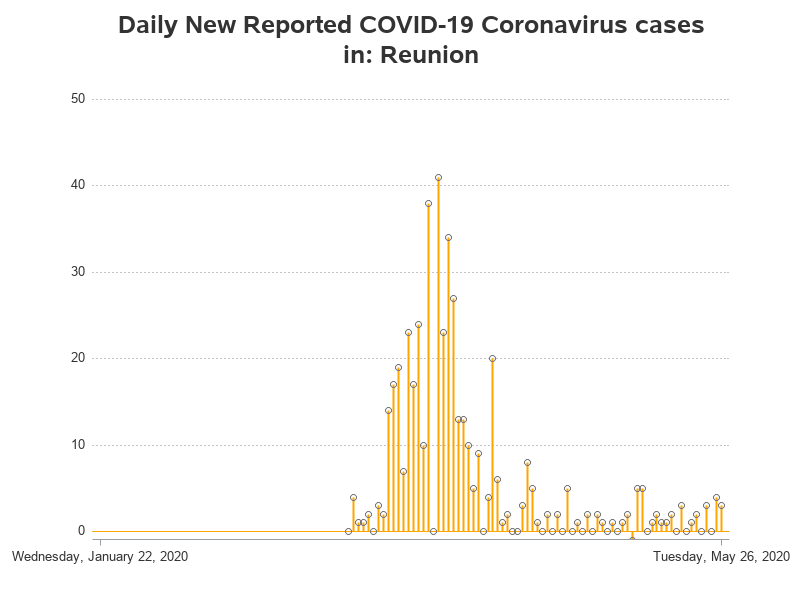 Daily New Reported COVID-19 Coronavirus cases
in: Reunion
50
40
30
20
10
0
Wednesday, January 22, 2020
Tuesday, May 26, 2020